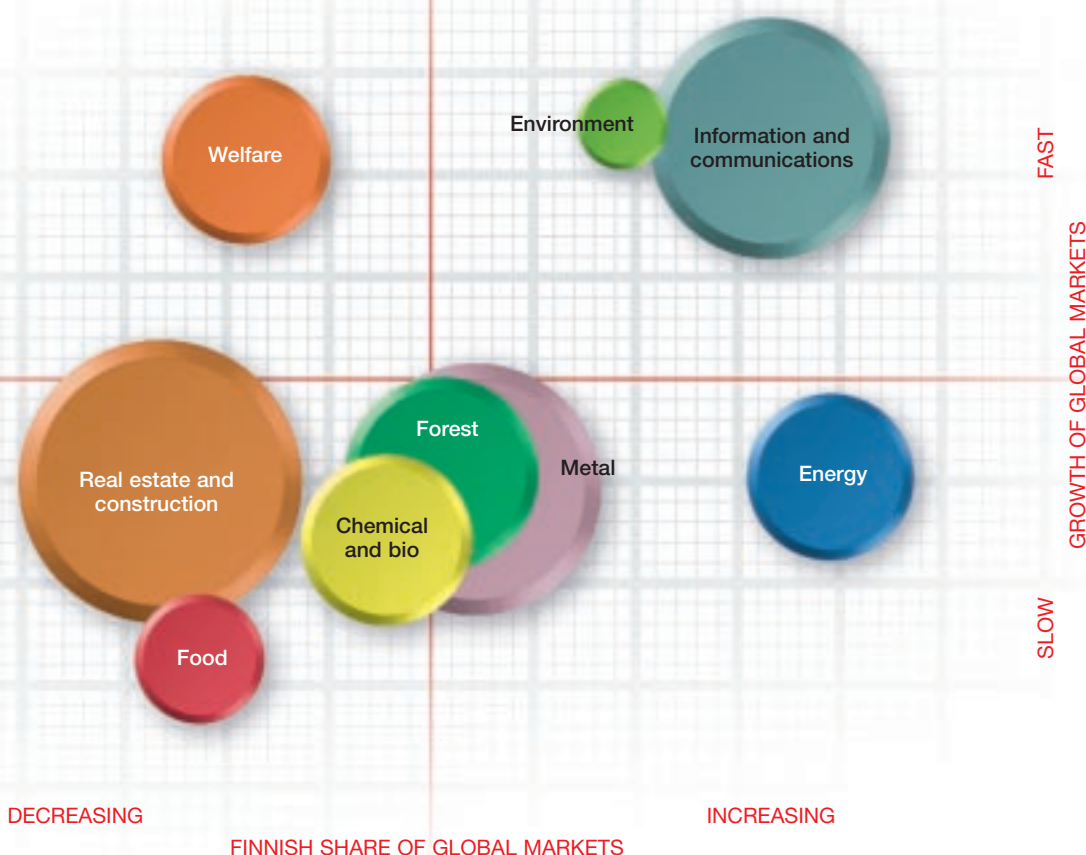 Environment
Information and
communications
Welfare
FAST
GROWTH OF GLOBAL MARKETS
Forest
Metal
Energy
Real estate and
construction
Chemical
and bio
SLOW
Food
DECREASING
INCREASING
FINNISH SHARE OF GLOBAL MARKETS